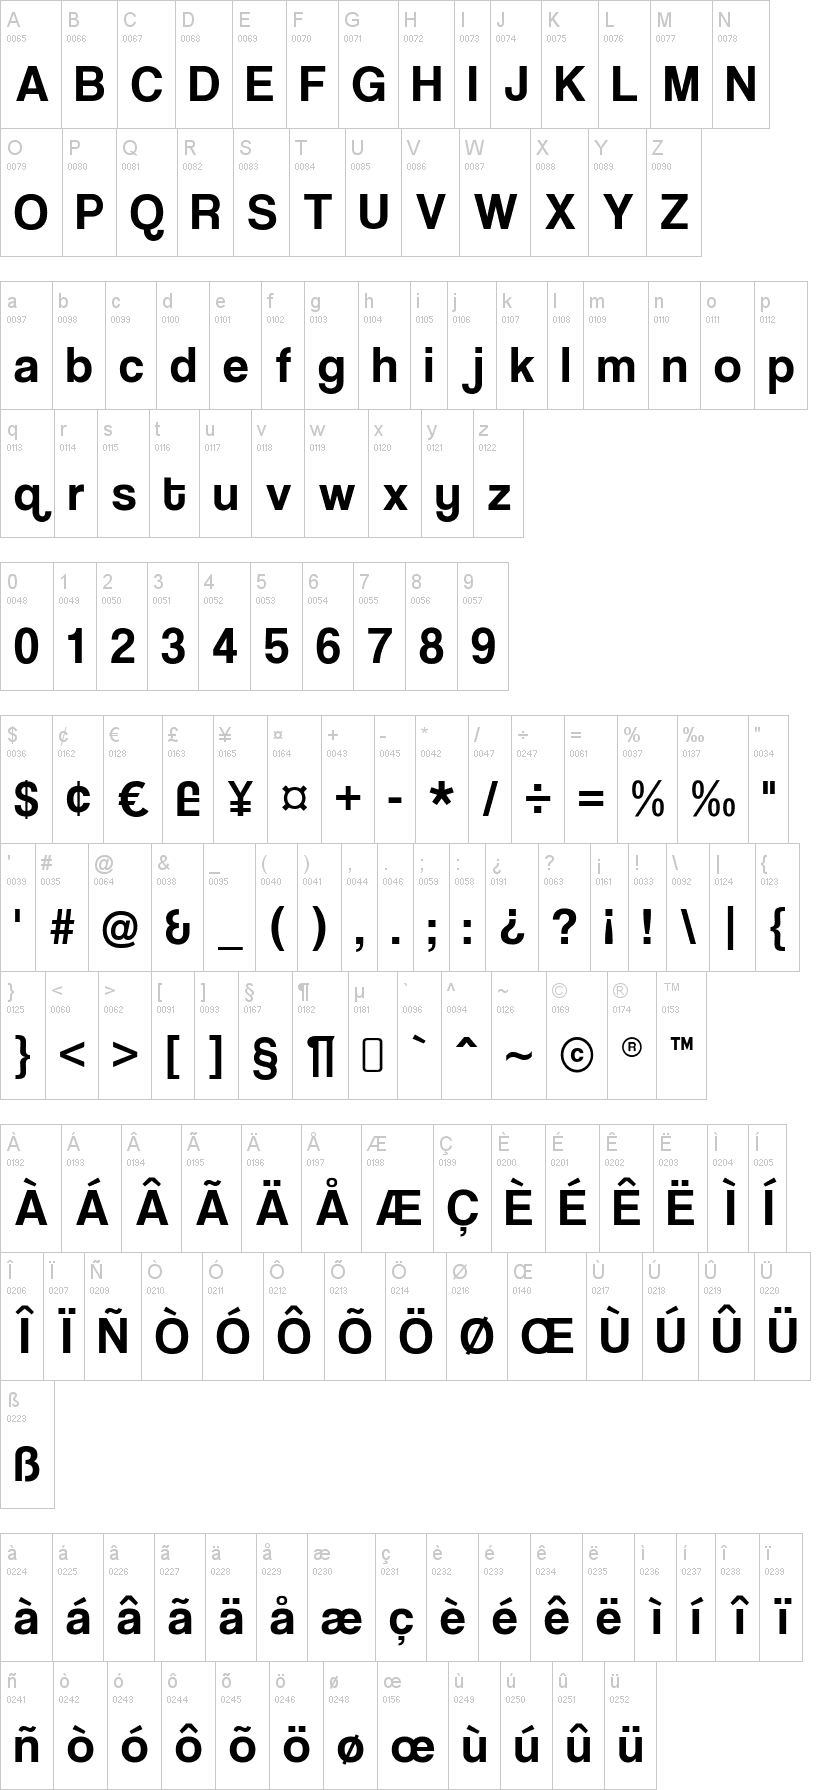 A B C D E F G H I J K L M N
0065 0066 0067 0068 0069 0070 0071 0072 0073 0074 0075 0076 0077 0078
A B C D E F G H I J K L M N
O P Q R S T U V W X Y Z
0079 0080 0081 0082 0083 0084 0085 0086 0087 0088 0089 0090
O P Q R S T U V W X Y Z
a b c d e f g h i j k l m n o p
0097 0098 0099 0100 0101 0102 0103 0104 0105 0106 0107 0108 0109 0110 0111 0112
a b c d e f g h i j k l m n o p
q r s t u v w x y z
0113 0114 0115 0116 0117 0118 0119 0120 0121 0122
q r s t u v w x y z
0 1 2 3 4 5 6 7 8 9
0048 0049 0050 0051 0052 0053 0054 0055 0056 0057
0 1 2 3 4 5 6 7 8 9
$ ¢ € £ ¥ ¤ + - * / ÷ = % ‰ "
0036 0162 0128 0163 0165 0164 0043 0045 0042 0047 0247 0061 0037 0137 0034
$ ¢ € £ ¥ ¤ + - * / ÷ = % ‰ "
' # @ & _ ( ) , . ; : ¿ ? ¡ ! \ | {
0039 0035 0064 0038 0095 0040 0041 0044 0046 0059 0058 0191 0063 0161 0033 0092 0124 0123
' # @ & _ ( ) , . ; : ¿ ? ¡ ! \ | {
} < > [ ] § ¶ µ ` ^ ~ © ® ™
0125 0060 0062 0091 0093 0167 0182 0181 0096 0094 0126 0169 0174 0153
} < > [ ] § ¶ ` ^ ~ © ® ™
À Á Â Ã Ä Å Æ Ç È É Ê Ë Ì Í
0192 0193 0194 0195 0196 0197 0198 0199 0200 0201 0202 0203 0204 0205
À Á Â Ã Ä Å Æ Ç È É Ê Ë Ì Í
Î Ï Ñ Ò Ó Ô Õ Ö Ø Œ Ù Ú Û Ü
0206 0207 0209 0210 0211 0212 0213 0214 0216 0140 0217 0218 0219 0220
Î Ï Ñ Ò Ó Ô Õ Ö Ø Œ Ù Ú Û Ü
ß
0223
ß
à á â ã ä å æ ç è é ê ë ì í î ï
0224 0225 0226 0227 0228 0229 0230 0231 0232 0233 0234 0235 0236 0237 0238 0239
à á â ã ä å æ ç è é ê ë ì í î ï
ñ ò ó ô õ ö ø œ ù ú û ü
0241 0242 0243 0244 0245 0246 0248 0156 0249 0250 0251 0252
ñ ò ó ô õ ö ø œ ù ú û ü